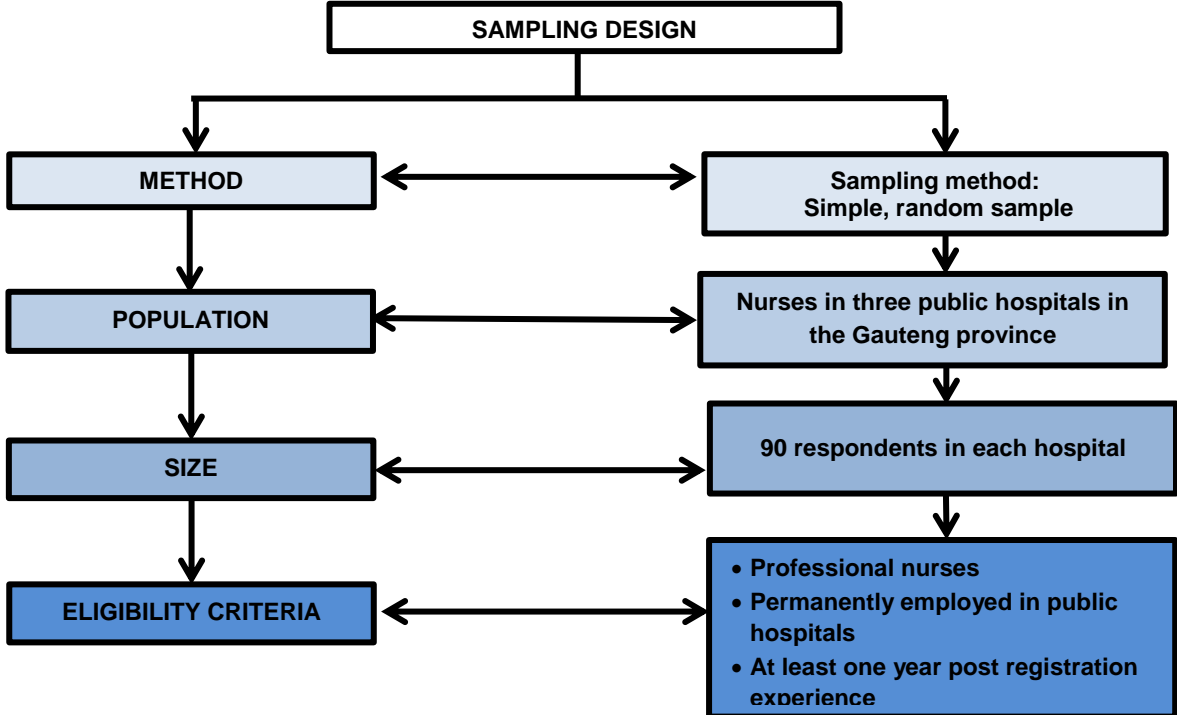 SAMPLING DESIGN
METHOD
Sampling method:
Simple, random sample
POPULATION
Nurses in three public hospitals in
the Gauteng province
SIZE
90 respondents in each hospital
ELIGIBILITY CRITERIA
• Professional nurses
• Permanently employed in public
hospitals
• At least one year post registration
experience